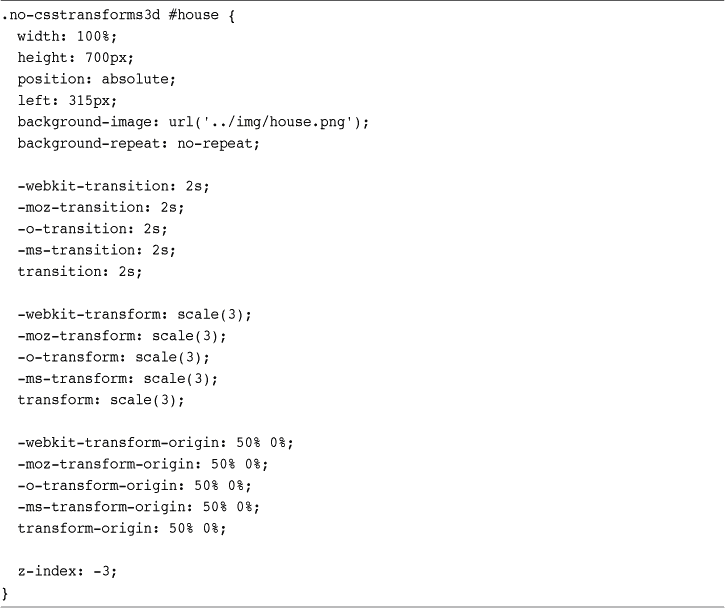 .no-csstransforms3d #house {
  width: 100%;
  height: 700px;
  position: absolute;
  left: 315px;
  background-image: url('../img/house.png');
  background-repeat: no-repeat;

  -webkit-transition: 2s;
  -moz-transition: 2s;
  -o-transition: 2s;
  -ms-transition: 2s;
  transition: 2s;

  -webkit-transform: scale(3);
  -moz-transform: scale(3);
  -o-transform: scale(3);
  -ms-transform: scale(3);
  transform: scale(3);

  -webkit-transform-origin: 50% 0%;
  -moz-transform-origin: 50% 0%;
  -o-transform-origin: 50% 0%;
  -ms-transform-origin: 50% 0%;
  transform-origin: 50% 0%;

  z-index: -3;
}